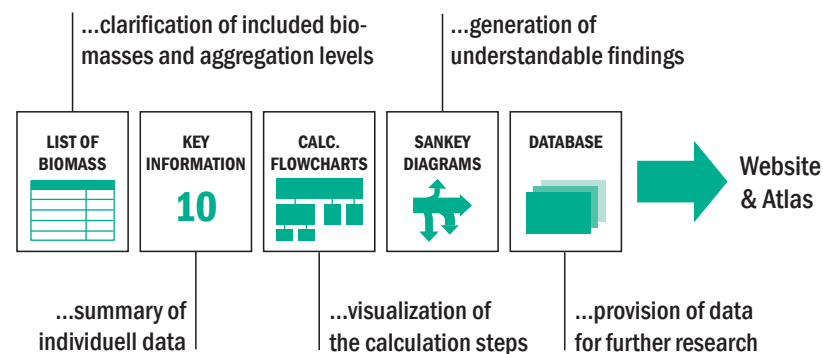 ...clarification of included bio-
masses and aggregation levels
...generation of
understandable findings
LIST OF
BIOMASS
KEY
INFORMATION
10
CALC.
FLOWCHARTS
SANKEY
DIAGRAMS
DATABASE
Website
& Atlas
...summary of
individuell data
...visualization of
the calculation steps
...provision of data
for further research